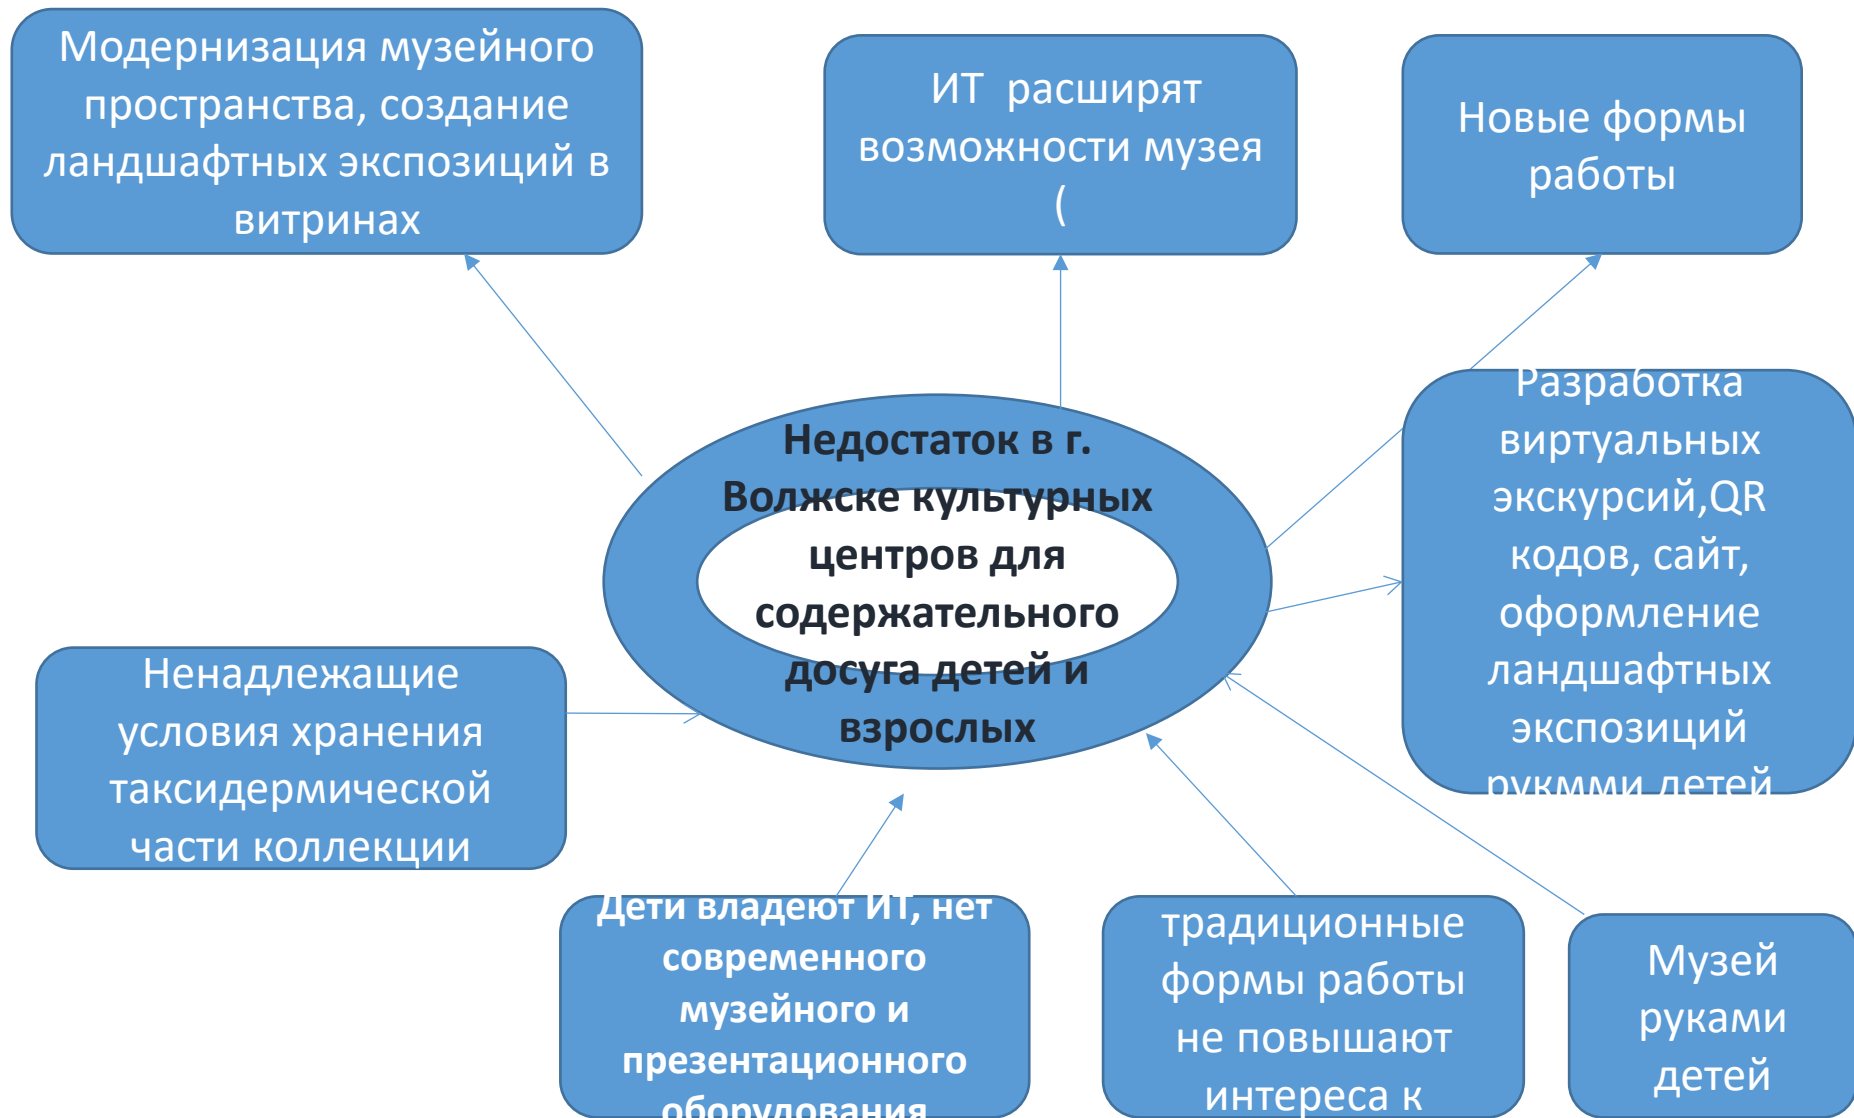 Модернизация музейного
пространства, создание
ландшафтных экспозиций в
витринах
ИТ  расширят
возможности музея
(
Новые формы
работы
Недостаток в г.
Волжске культурных
центров для
содержательного
досуга детей и
взрослых
Разработка
виртуальных
экскурсий,QR
кодов, сайт,
оформление
ландшафтных
экспозиций
рукмми детей
Ненадлежащие
условия хранения
таксидермической
части коллекции
Дети владеют ИТ, нет
современного
музейного и
презентационного
оборудования
традиционные
формы работы
не повышают
интереса к
Музей
руками
детей